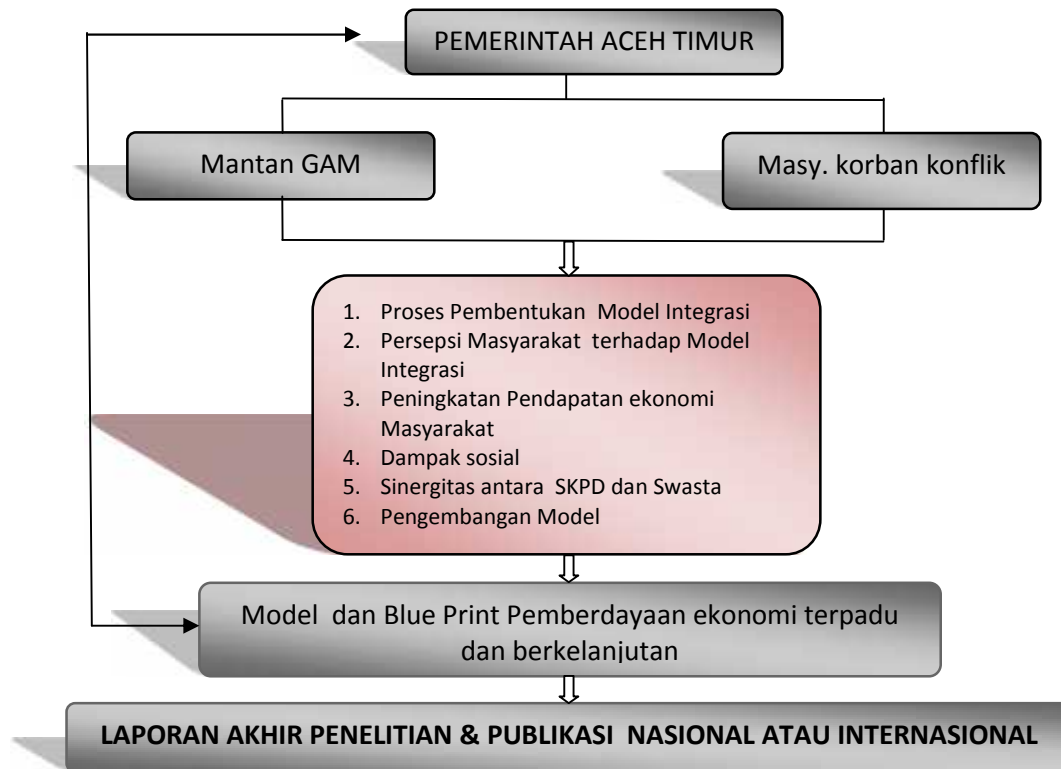 PEMERINTAH ACEH TIMUR
Mantan GAM
Masy. korban konflik
1. Proses Pembentukan Model Integrasi
2. Persepsi Masyarakat terhadap Model
Integrasi
3. Peningkatan Pendapatan ekonomi
Masyarakat
4. Dampak sosial
5. Sinergitas antara SKPD dan Swasta
6. Pengembangan Model
Model dan Blue Print Pemberdayaan ekonomi terpadu
dan berkelanjutan
LAPORAN AKHIR PENELITIAN & PUBLIKASI NASIONAL ATAU INTERNASIONAL